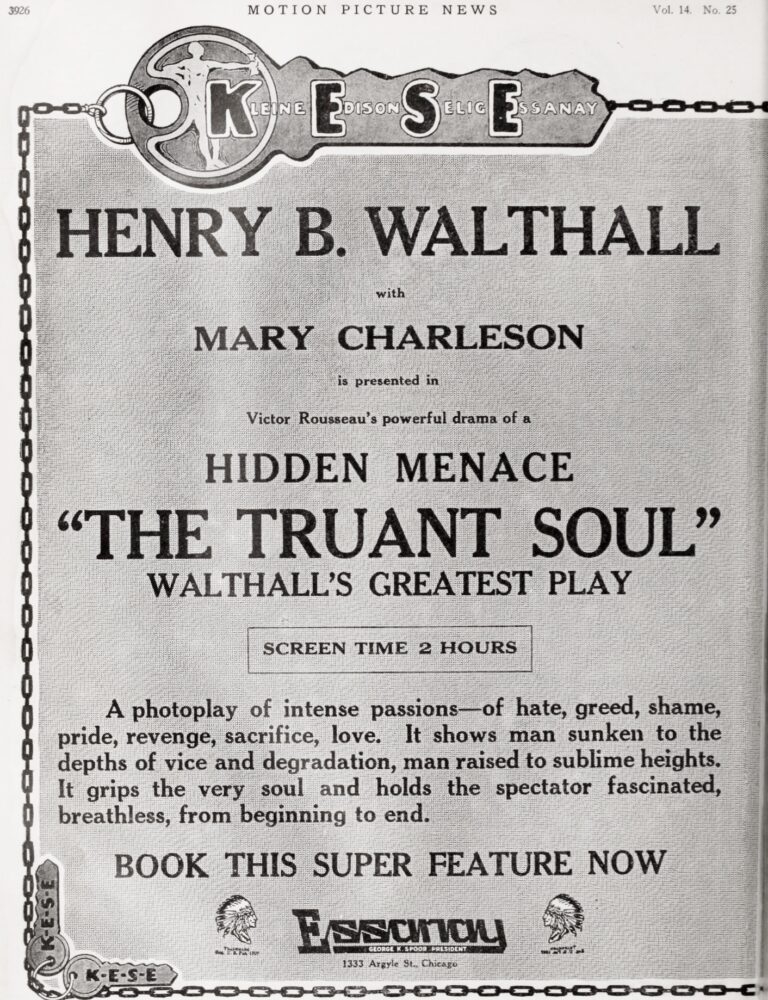 3926
MOTION PICTURE NEWS
Vol. 14. No. 25
KLEINE EDISON SELIG ESSANAY
HENRY B. WALTHALL
with
MARY CHARLESON
is presented in
Victor Rousseau's powerful drama of a
HIDDEN MENACE
“THE TRUANT SOUL”
WALTHALL'S GREATEST PLAY
SCREEN TIME 2 HOURS
A photoplay of intense passions—of hate, greed, shame,
pride, revenge, sacrifice, love. It shows man sunken to the
depths of vice and degradation, man raised to sublime heights.
It grips the very soul and holds the spectator fascinated,
breathless, from beginning to end.
BOOK THIS SUPER FEATURE NOW
Essanay
GEORGE K. SPOOR PRESIDENT
1333 Argyle St., Chicago
K-E-S-E
K-E-S-E